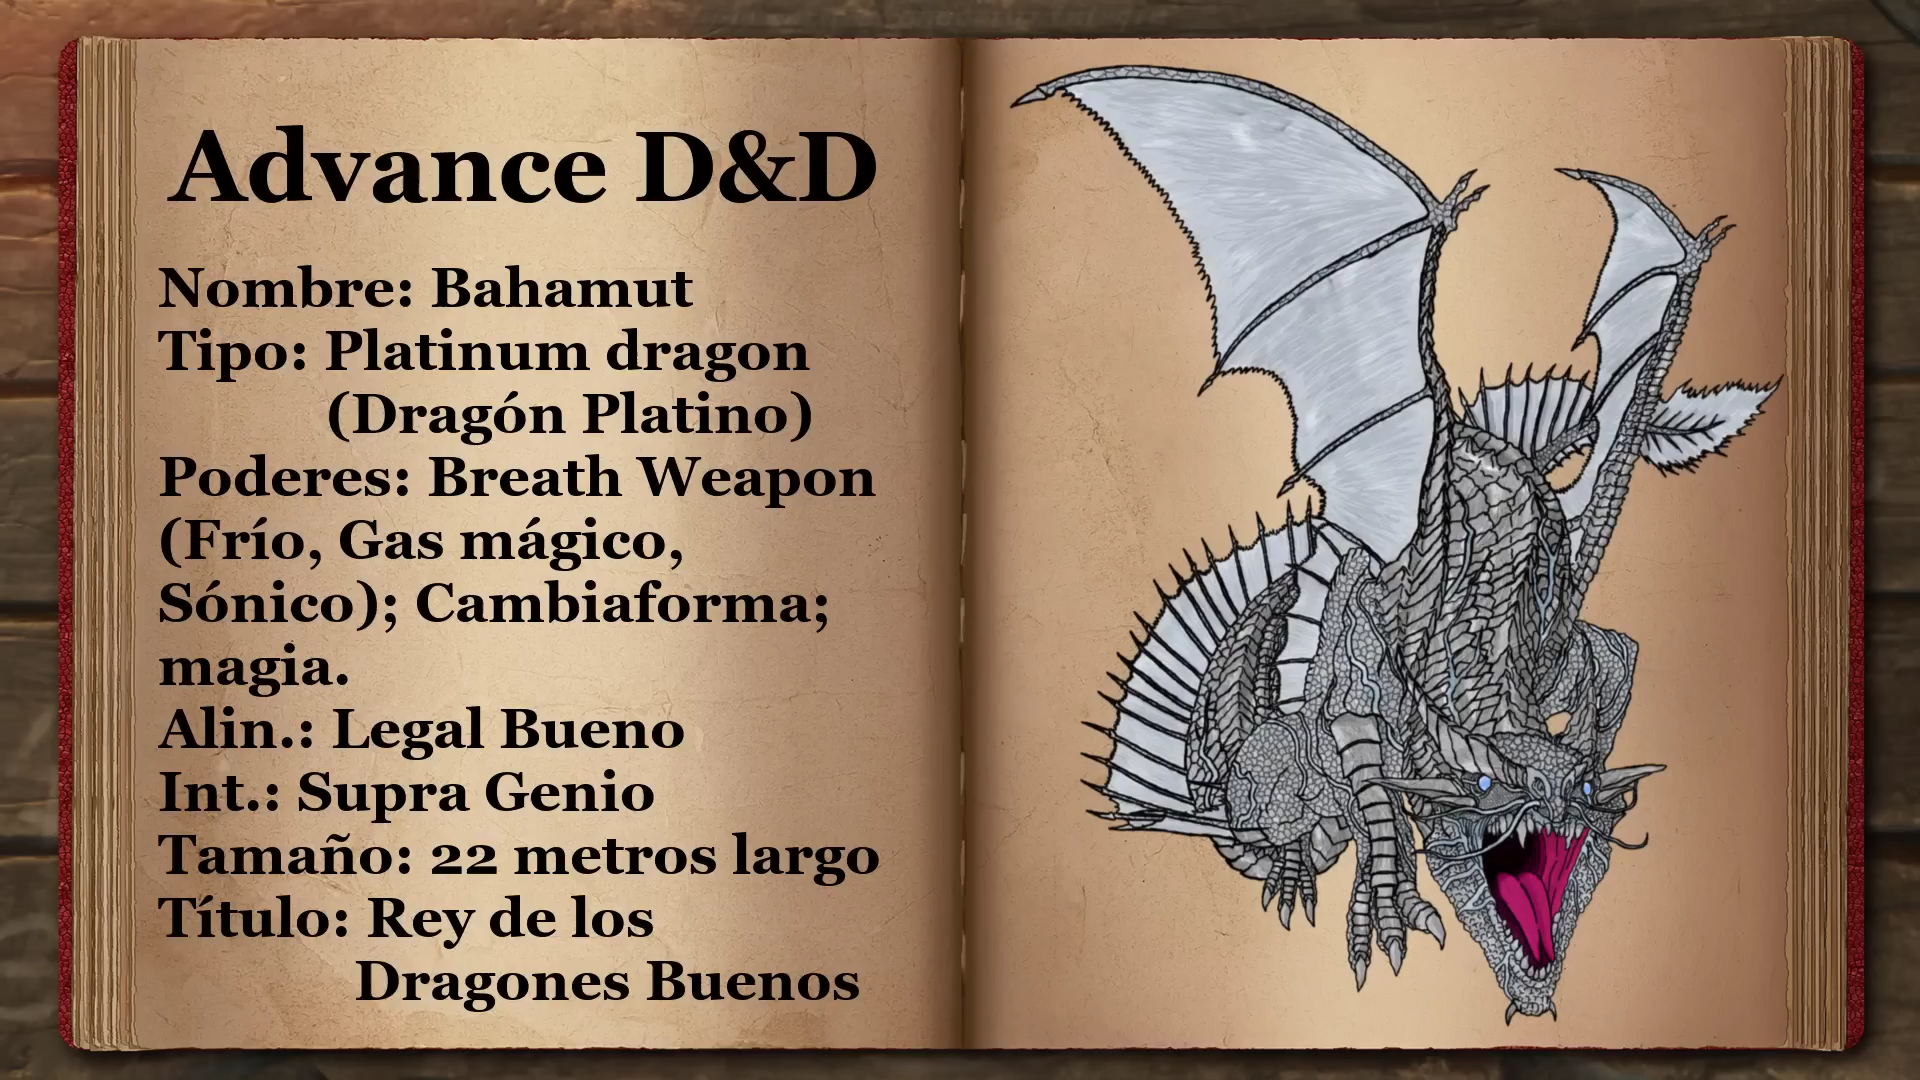 Advance D&D
Nombre: Bahamut
Tipo: Platinum dragon
(Dragón Platino)
Poderes: Breath Weapon
(Frío, Gas mágico,
Sónico); Cambiaforma;
magia.
Alin.: Legal Bueno
Int.: Supra Genio
Tamaño: 22 metros largo
Título: Rey de los
Dragones Buenos